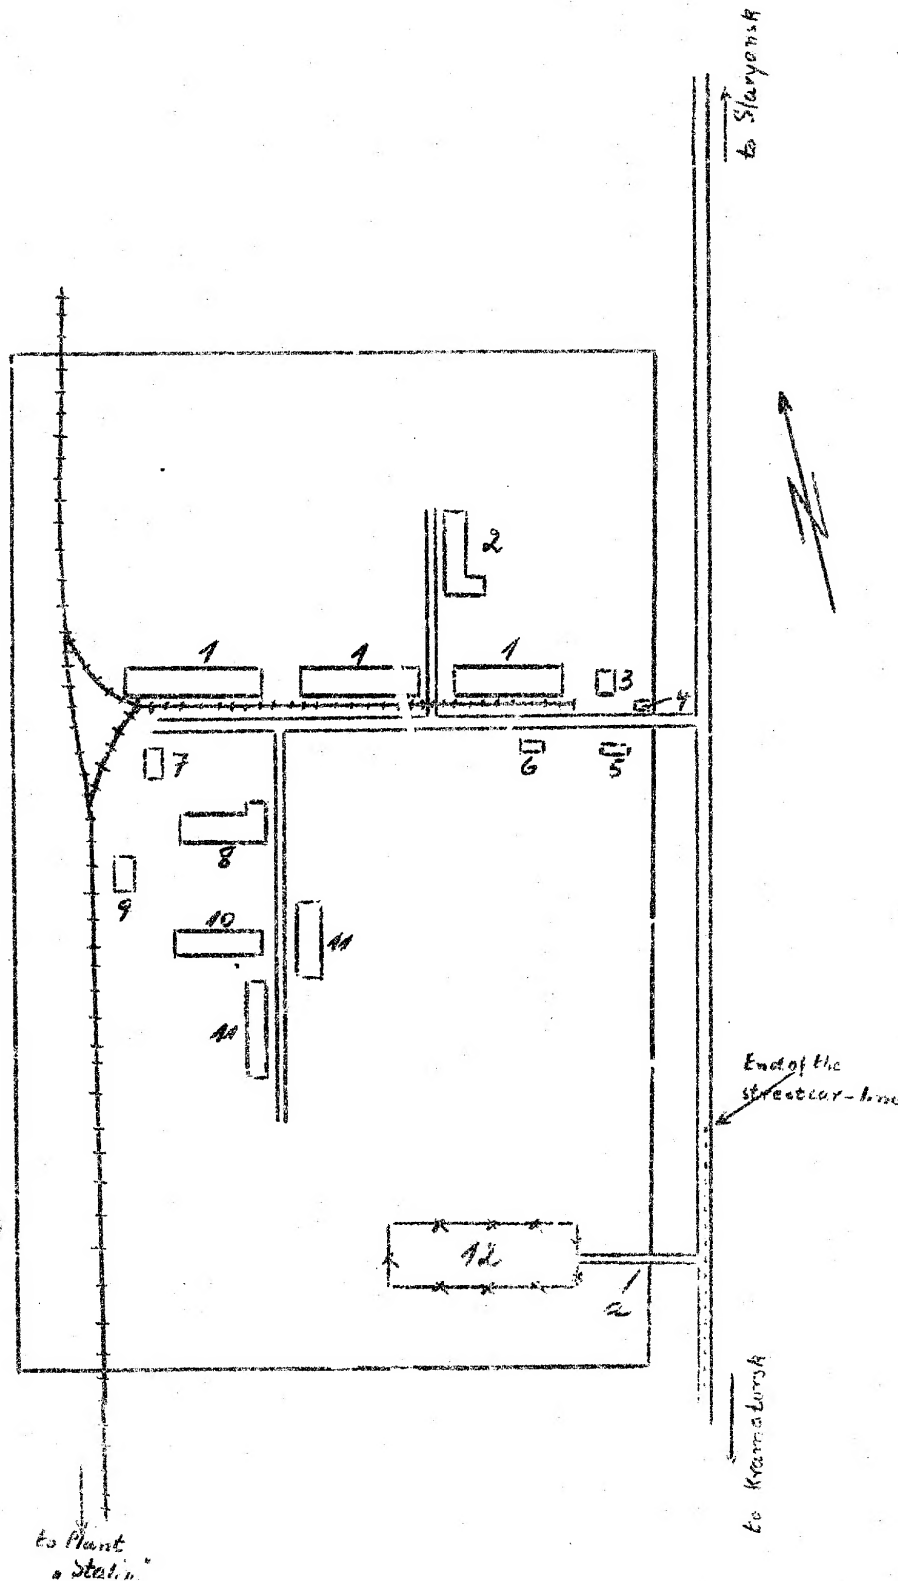 to Slavyansk
2
1
1
1
3
4
7
6
5
8
9
10
11
11
End of the
streetcar-line
12
a
to Kramatorsk
to Plant
"Stalin"